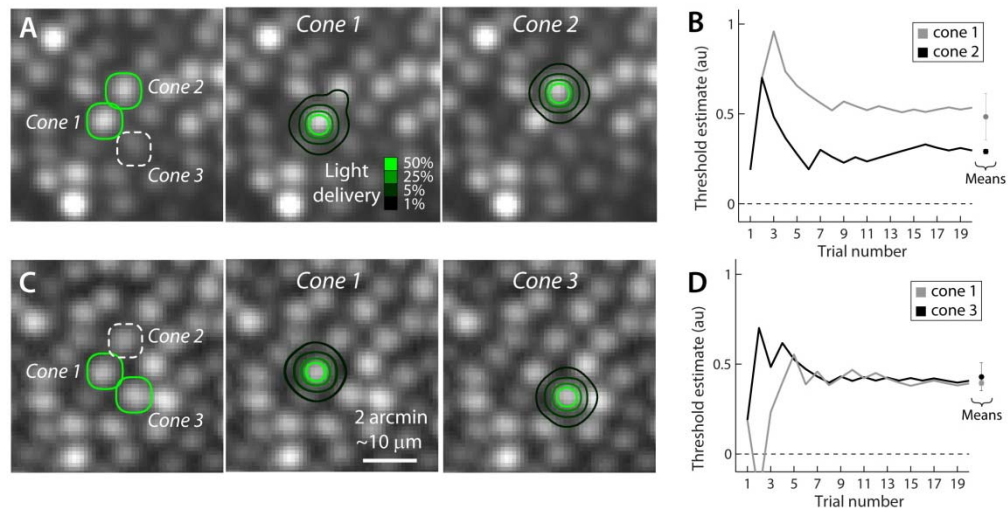 A
Cone 1
Cone 2
Cone 2
Cone 1
Cone 3
Light
delivery
50%
25%
5%
1%
B
cone 1
cone 2
Threshold estimate (au)
1
0.5
0
1 3 5 7 9 11 13 15 17 19
Trial number
Means
C
Cone 1
Cone 3
Cone 2
Cone 1
Cone 3
2 arcmin
~10 μm
D
cone 1
cone 3
Threshold estimate (au)
1
0.5
0
1 3 5 7 9 11 13 15 17 19
Trial number
Means